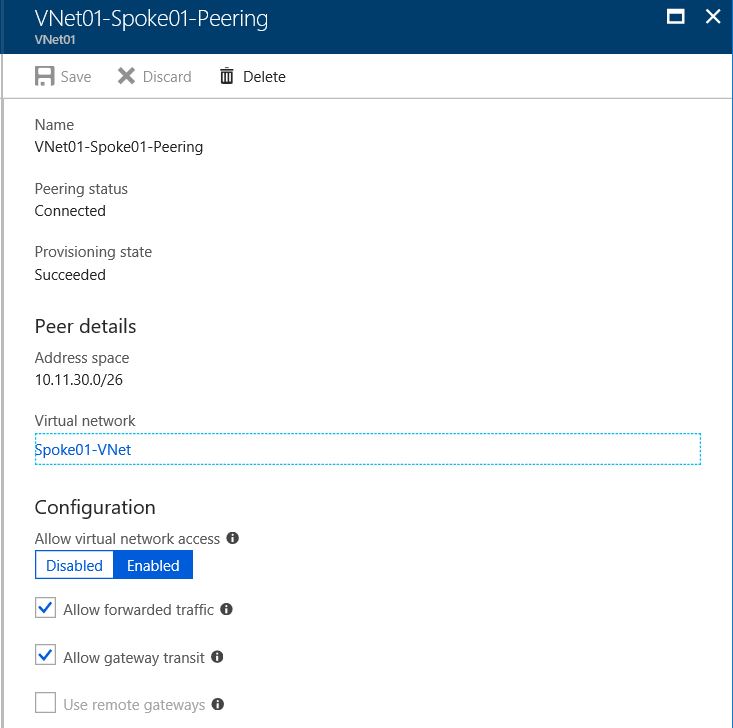 VNet01-Spoke01-Peering
VNet01
Save Discard Delete
Name
VNet01-Spoke01-Peering
Peering status
Connected
Provisioning state
Succeeded
Peer details
Address space
10.11.30.0/26
Virtual network
Spoke01-VNet
Configuration
Allow virtual network access
Disabled Enabled
Allow forwarded traffic
Allow gateway transit
Use remote gateways